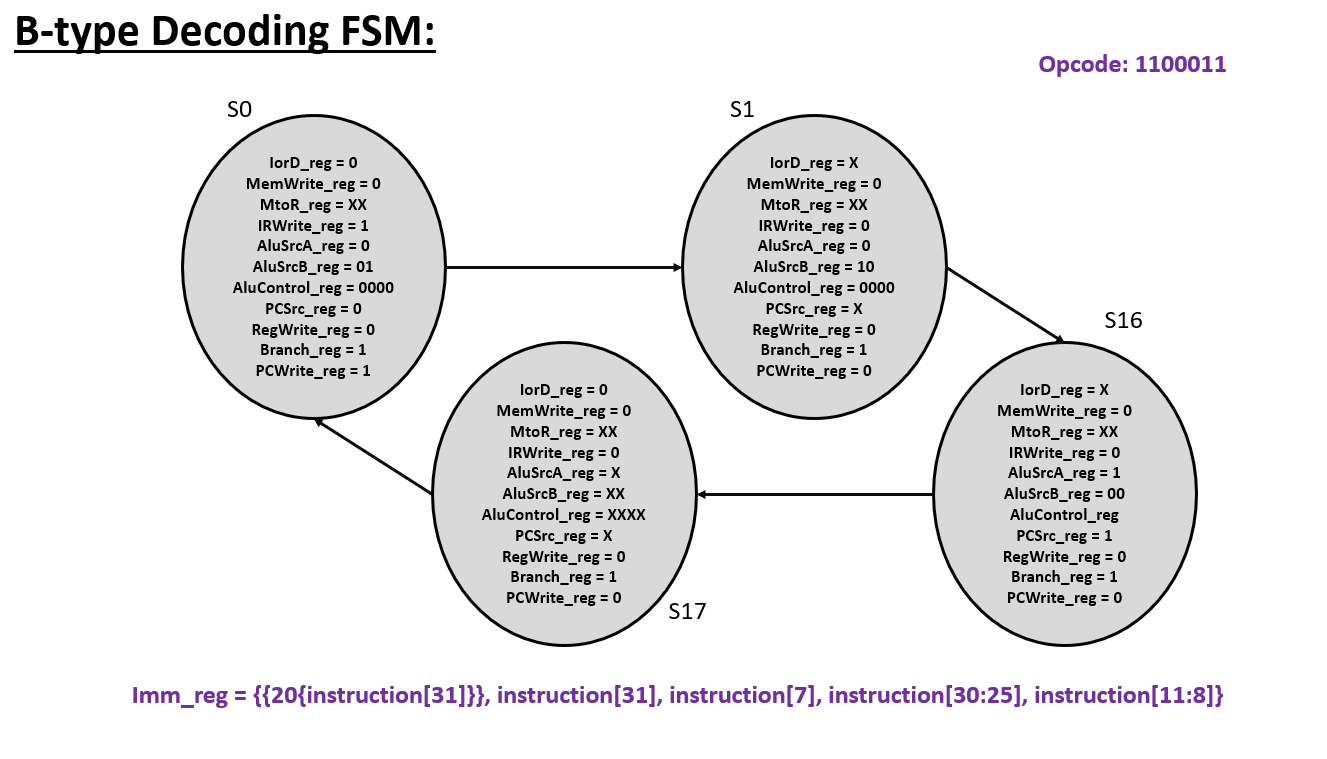 B-type Decoding FSM:
Opcode: 1100011
S0
IorD_reg = 0
MemWrite_reg = 0
MtoR_reg = XX
IRWrite_reg = 1
AluSrcA_reg = 0
AluSrcB_reg = 01
AluControl_reg = 0000
PCSrc_reg = 0
RegWrite_reg = 0
Branch_reg = 1
PCWrite_reg = 1
S1
IorD_reg = X
MemWrite_reg = 0
MtoR_reg = XX
IRWrite_reg = 0
AluSrcA_reg = 0
AluSrcB_reg = 10
AluControl_reg = 0000
PCSrc_reg = X
RegWrite_reg = 0
Branch_reg = 1
PCWrite_reg = 0
S16
IorD_reg = X
MemWrite_reg = 0
MtoR_reg = XX
IRWrite_reg = 0
AluSrcA_reg = 1
AluSrcB_reg = 00
AluControl_reg
PCSrc_reg = 1
RegWrite_reg = 0
Branch_reg = 1
PCWrite_reg = 0
IorD_reg = 0
MemWrite_reg = 0
MtoR_reg = XX
IRWrite_reg = 0
AluSrcA_reg = X
AluSrcB_reg = XX
AluControl_reg = XXXX
PCSrc_reg = X
RegWrite_reg = 0
Branch_reg = 1
PCWrite_reg = 0
S17
Imm_reg = {{20{instruction[31]}}, instruction[31], instruction[7], instruction[30:25], instruction[11:8]}